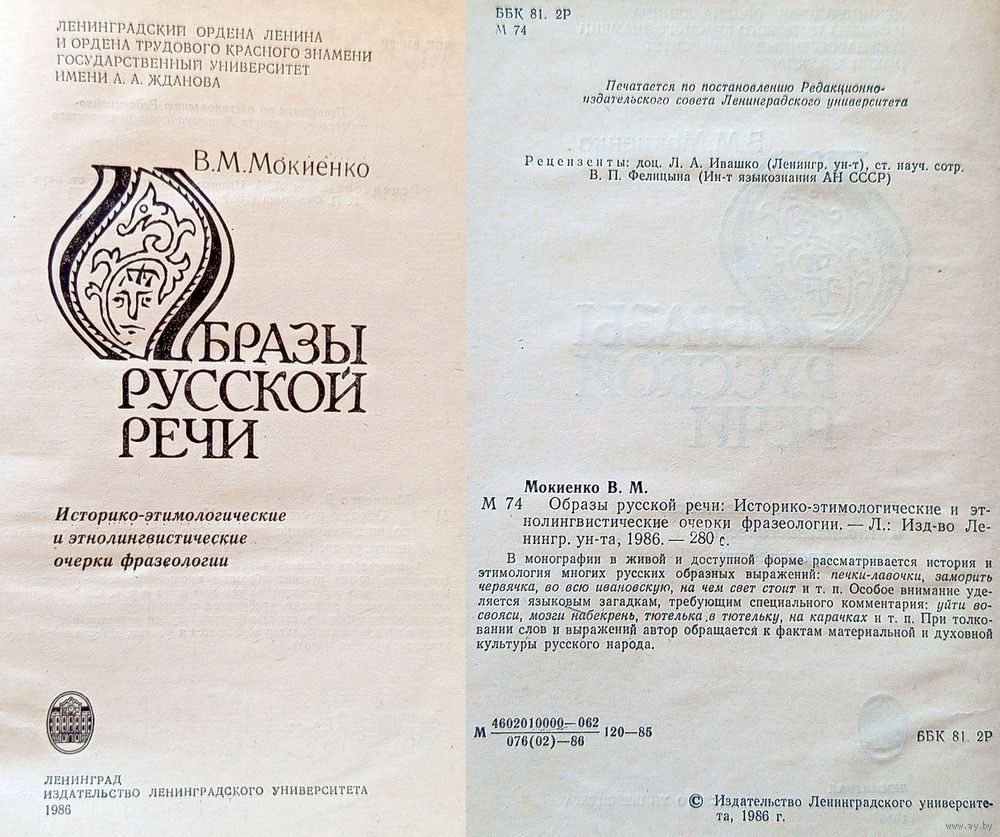 ЛЕНИНГРАДСКИЙ ОРДЕНА ЛЕНИНА
И ОРДЕНА ТРУДОВОГО КРАСНОГО ЗНАМЕНИ
ГОСУДАРСТВЕННЫЙ УНИВЕРСИТЕТ
ИМЕНИ А. А. ЖДАНОВА
В.М.Мокиенко
ОБРАЗЫ
РУССКОЙ
РЕЧИ
Историко-этимологические
и этнолингвистические
очерки фразеологии
ЛЕНИНГРАД
ИЗДАТЕЛЬСТВО ЛЕНИНГРАДСКОГО УНИВЕРСИТЕТА
1986
ББК 81. 2Р
М 74
Печатается по постановлению Редакционно-
издательского совета Ленинградского университета
Рецензенты: доц. Л. А. Ивашко (Ленингр. ун-т), ст. науч. сотр.
В. П. Фелицына (Ин-т языкознания АН СССР)
Мокиенко В. М.
М 74 Образы русской речи: Историко-этимологические и эт-
нолингвистические очерки фразеологии. — Л.: Изд-во Ле-
нингр. ун-та, 1986. — 280 с.
В монографии в живой и доступной форме рассматривается история и
этимология многих русских образных выражений: печки-лавочки, заморить
червячка, во всю ивановскую, на чем свет стоит и т. п. Особое внимание уде-
ляется языковым загадкам, требующим специального комментария: уйти во-
свояси, мозги набекрень, тютелька в тютельку, на карачках и т. п. При толко-
вании слов и выражений автор обращается к фактам материальной и духовной
культуры русского народа.
М 4602010000—062 120—85
076(02)—86
ББК 81. 2Р
© Издательство Ленинградского университе-
та, 1986 г.
www.ay.by